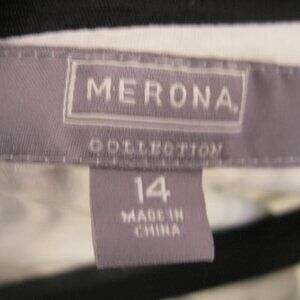 MERONA.
COLLECTION
14
MADE IN
CHINA